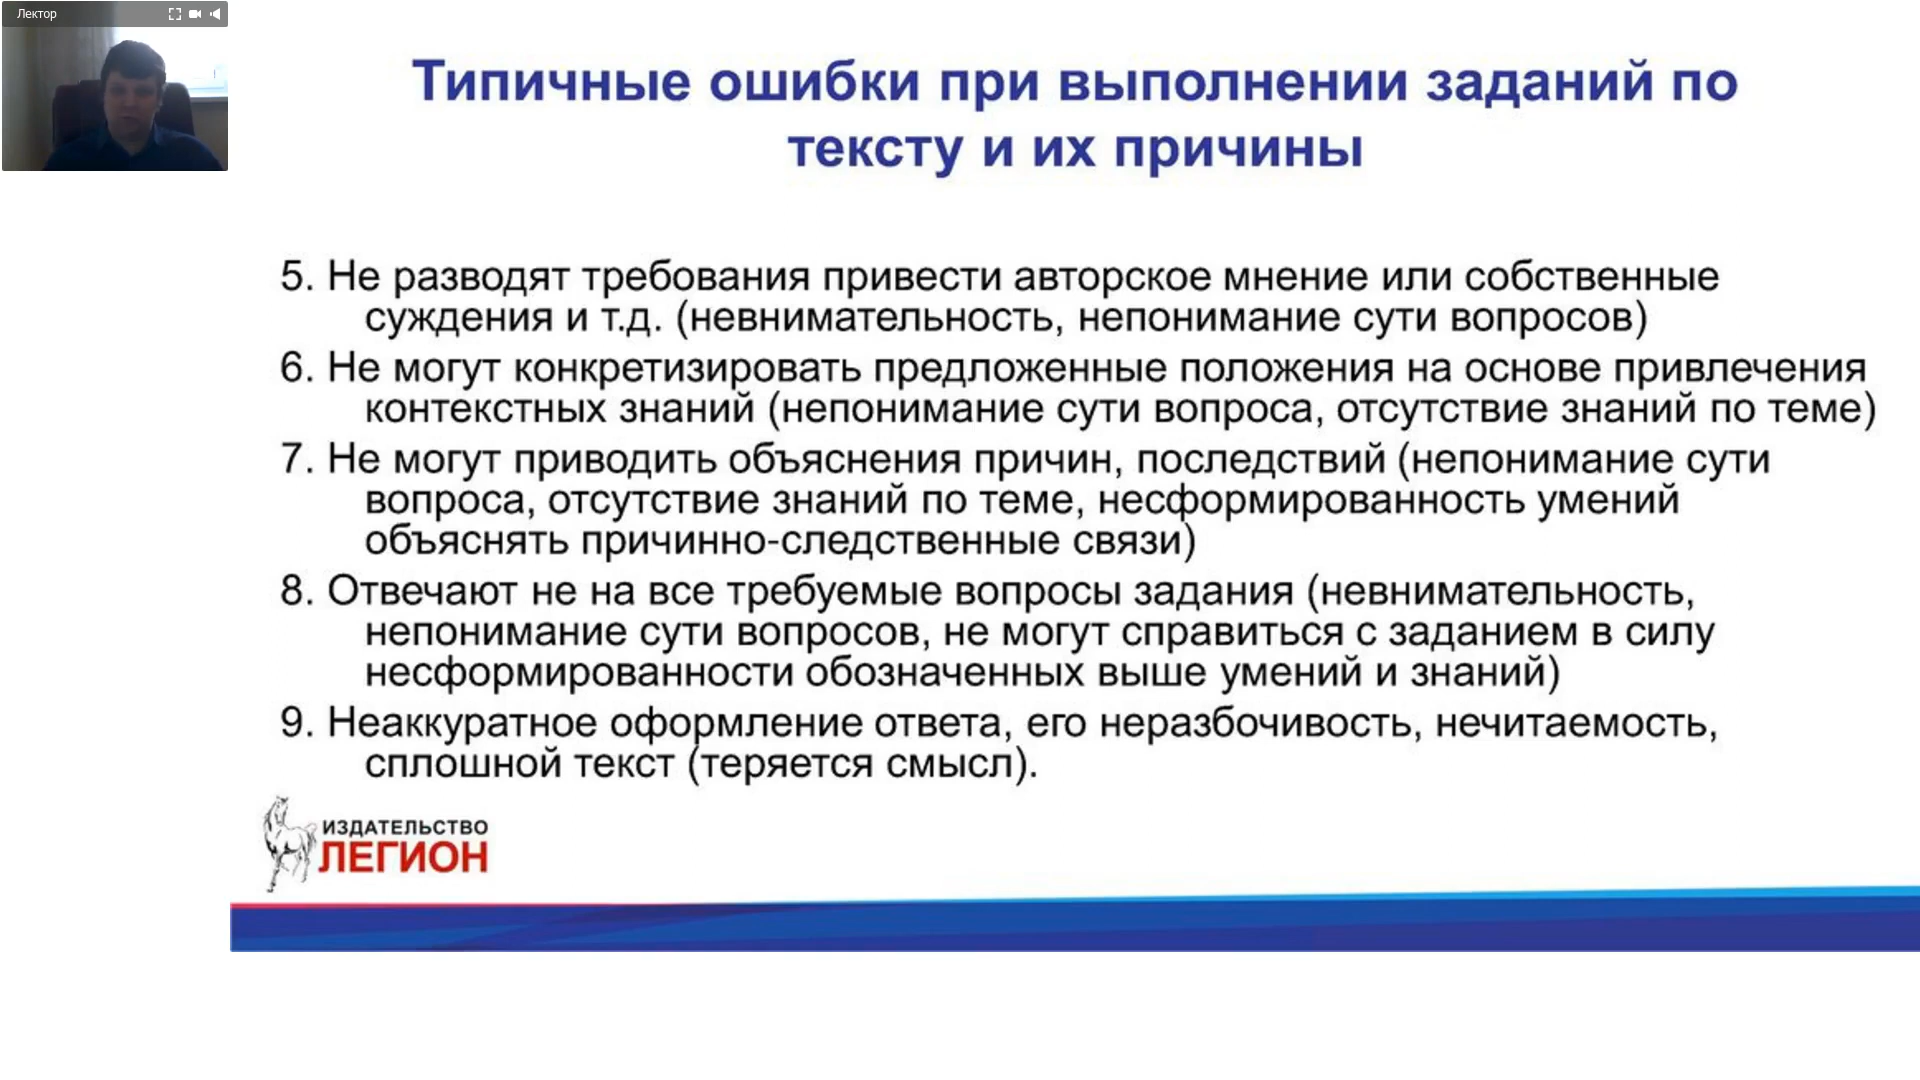 Лектор
Типичные ошибки при выполнении заданий по
тексту и их причины
5. Не разводят требования привести авторское мнение или собственные
суждения и т.д. (невнимательность, непонимание сути вопросов)
6. Не могут конкретизировать предложенные положения на основе привлечения
контекстных знаний (непонимание сути вопроса, отсутствие знаний по теме)
7. Не могут приводить объяснения причин, последствий (непонимание сути
вопроса, отсутствие знаний по теме, несформированность умений
объяснять причинно-следственные связи)
8. Отвечают не на все требуемые вопросы задания (невнимательность,
непонимание сути вопросов, не могут справиться с заданием в силу
несформированности обозначенных выше умений и знаний)
9. Неаккуратное оформление ответа, его неразбочивость, нечитаемость,
сплошной текст (теряется смысл).
ИЗДАТЕЛЬСТВО
ЛЕГИОН